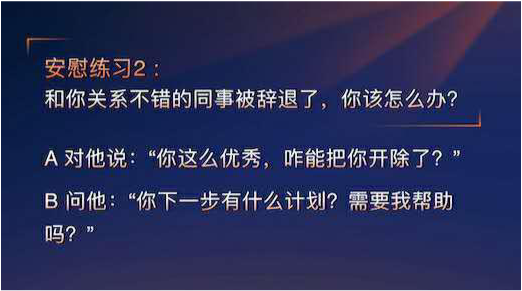 安慰练习2：
和你关系不错的同事被辞退了，你该怎么办？
A 对他说：“你这么优秀，咋能把你开除了？”
B 问他：“你下一步有什么计划？需要我帮助
吗？”